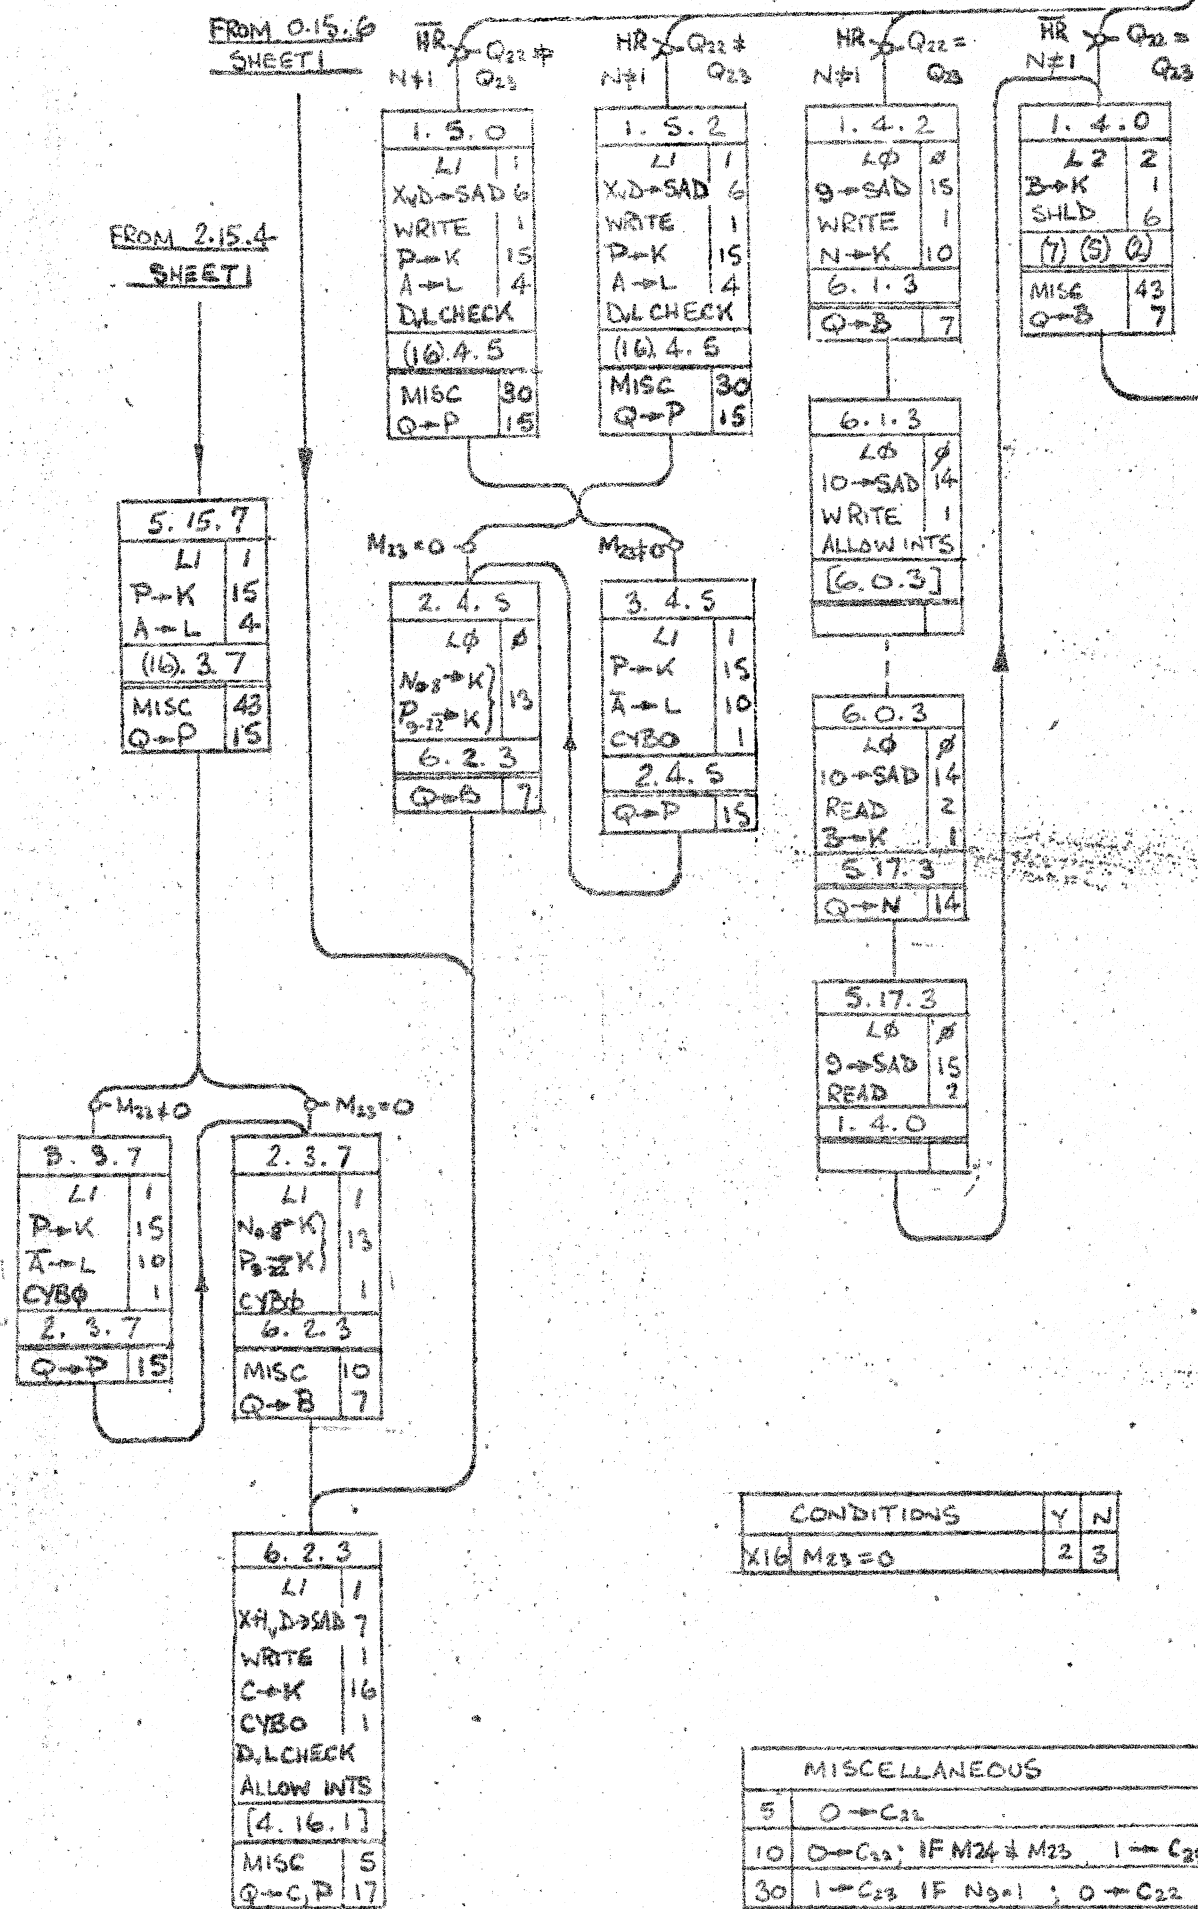 FROM 0.15.6
SHEET 1
FROM 2.15.4
SHEET 1
H̅R̅ Q22 ≠ Q23
N≠1
HR Q22 ≠ Q23
N≠1
HR Q22 = Q23
N≠1
H̅R̅ Q22 = Q23
N≠1
1. 5. 0
L1 1
XvD→SAD 6
WRITE 1
P→K 15
A→L 4
DvL CHECK
(16). 4. 5
MISC 30
Q→P 15
1. 5. 2
L1 1
XvD→SAD 6
WRITE 1
P→K 15
A→L 4
DvL CHECK
(16). 4. 5
MISC 30
Q→P 15
1. 4. 2
LØ Ø
9→SAD 15
WRITE 1
N→K 10
6. 1. 3
Q→B 7
1. 4. 0
L2 2
B→K 1
SHLD 6
(7) (5) (2)
MISC 43
Q→B 7
6. 1. 3
LØ Ø
10→SAD 14
WRITE 1
ALLOW INTS
[6. 0. 3]
5. 15. 7
L1 1
P→K 15
A→L 4
(16). 3. 7
MISC 43
Q→P 15
M23=0
M23≠0
2. 4. 5
LØ Ø
N0-8→K}
P9-22→K} 13
6. 2. 3
Q→B 7
3. 4. 5
L1 1
P→K 15
A̅→L 10
CYBO 1
2. 4. 5
Q→P 15
6. 0. 3
LØ Ø
10→SAD 14
READ 2
B→K 1
5. 17. 3
Q→N 14
5. 17. 3
LØ Ø
9→SAD 15
READ 2
1. 4. 0
M23≠0
M23=0
3. 3. 7
L1 1
P→K 15
A̅→L 10
CYBØ 1
2. 3. 7
Q→P 15
2. 3. 7
L1 1
N0-8→K}
P9-22→K} 13
CYBØ 1
6. 2. 3
MISC 10
Q→B 7
6. 2. 3
L1 1
X+1vD→SAD 7
WRITE 1
C→K 16
CYBO 1
DvL CHECK
ALLOW INTS
[4. 16. 1]
MISC 5
Q→C,P 17
CONDITIONS Y N
X16 M23=0 2 3
MISCELLANEOUS
5 0→C22
10 0→C22; IF M24≠M23 1→
30 1→C23 IF N9=1 ; 0→C22